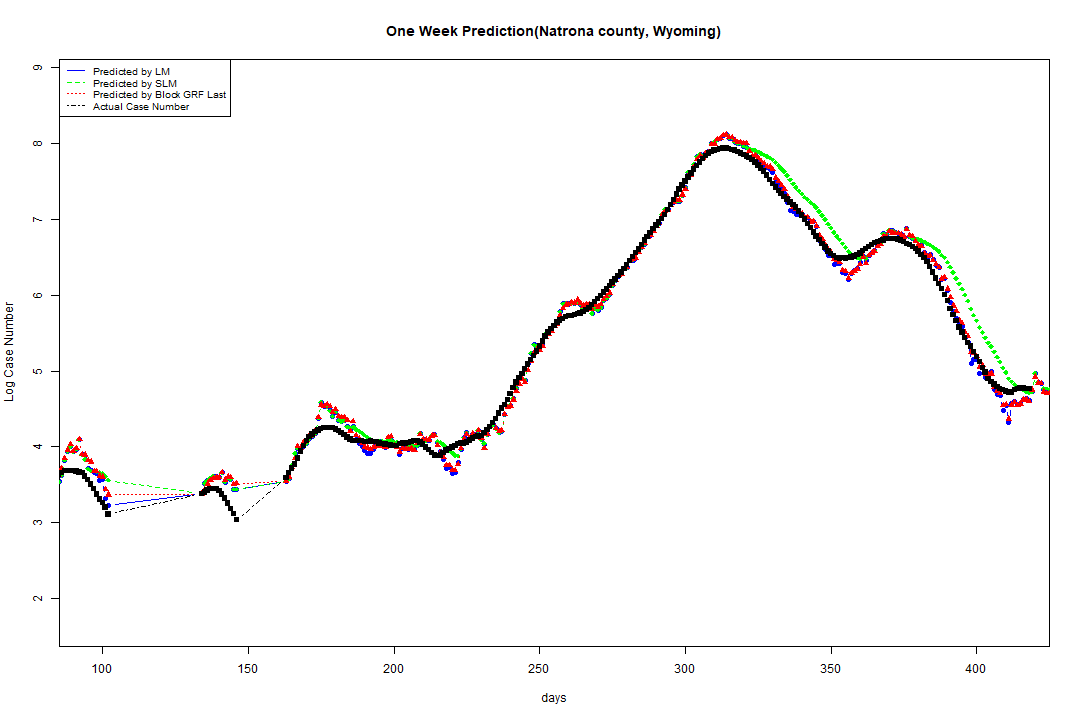 One Week Prediction(Natrona county, Wyoming)
Predicted by LM
Predicted by SLM
Predicted by Block GRF Last
Actual Case Number
9
8
7
6
5
4
3
2
Log Case Number
100 150 200 250 300 350 400
days